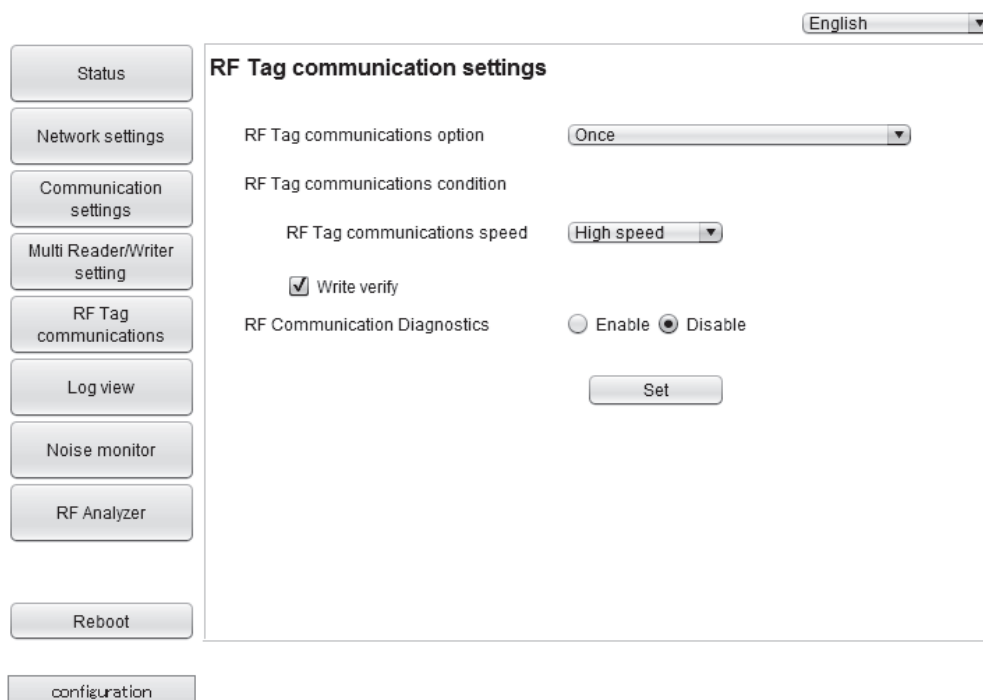 English
Status
RF Tag communication settings
Network settings
RF Tag communications option
Once
Communication
settings
RF Tag communications condition
Multi Reader/Writer
setting
RF Tag communications speed
High speed
Write verify
RF Tag
communications
RF Communication Diagnostics
Enable
Disable
Log view
Set
Noise monitor
RF Analyzer
Reboot
configuration